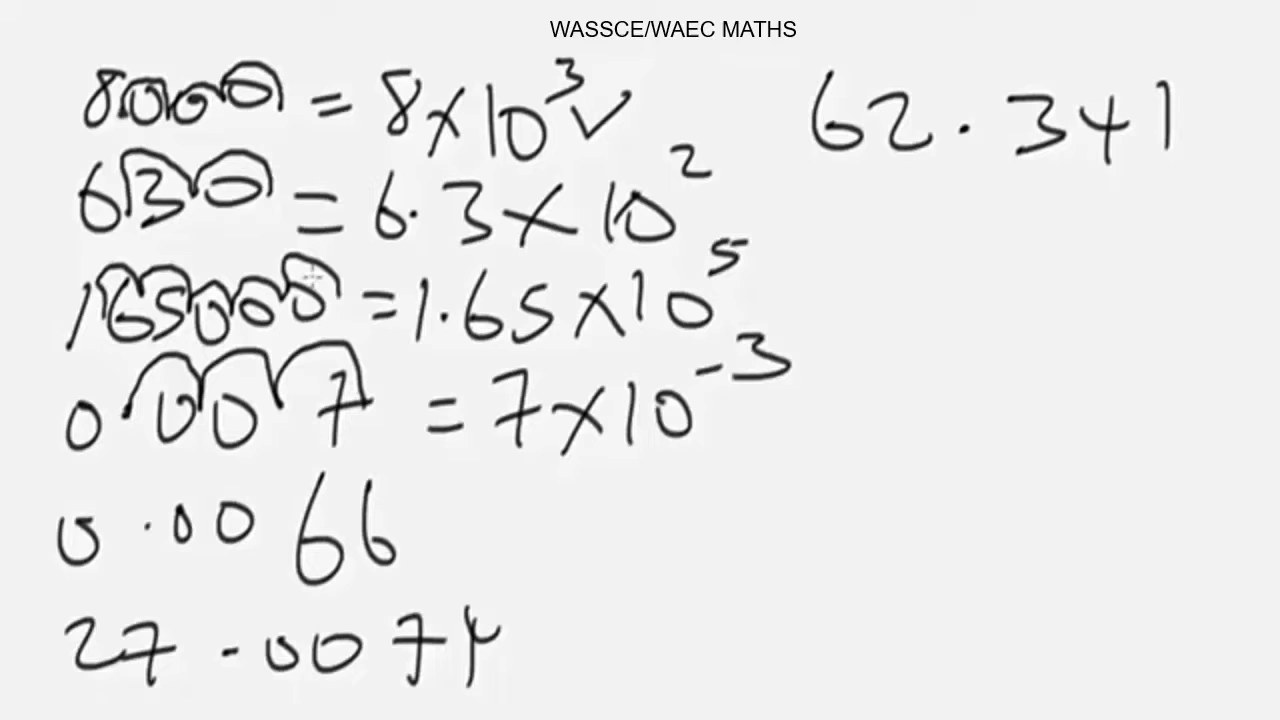 WASSCE/WAEC MATHS
8000 = 8 × 10³ ✓
62.341
630 = 6.3 × 10²
165000 = 1.65 × 10⁵
0.007 = 7 × 10⁻³
0.0066
27.0074